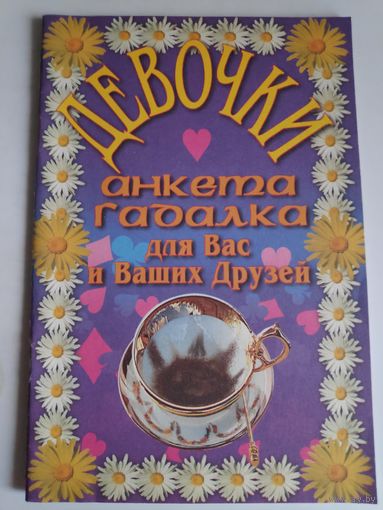 ДЕВОЧКИ
анкета
гадалка
для Вас
и Ваших Друзей